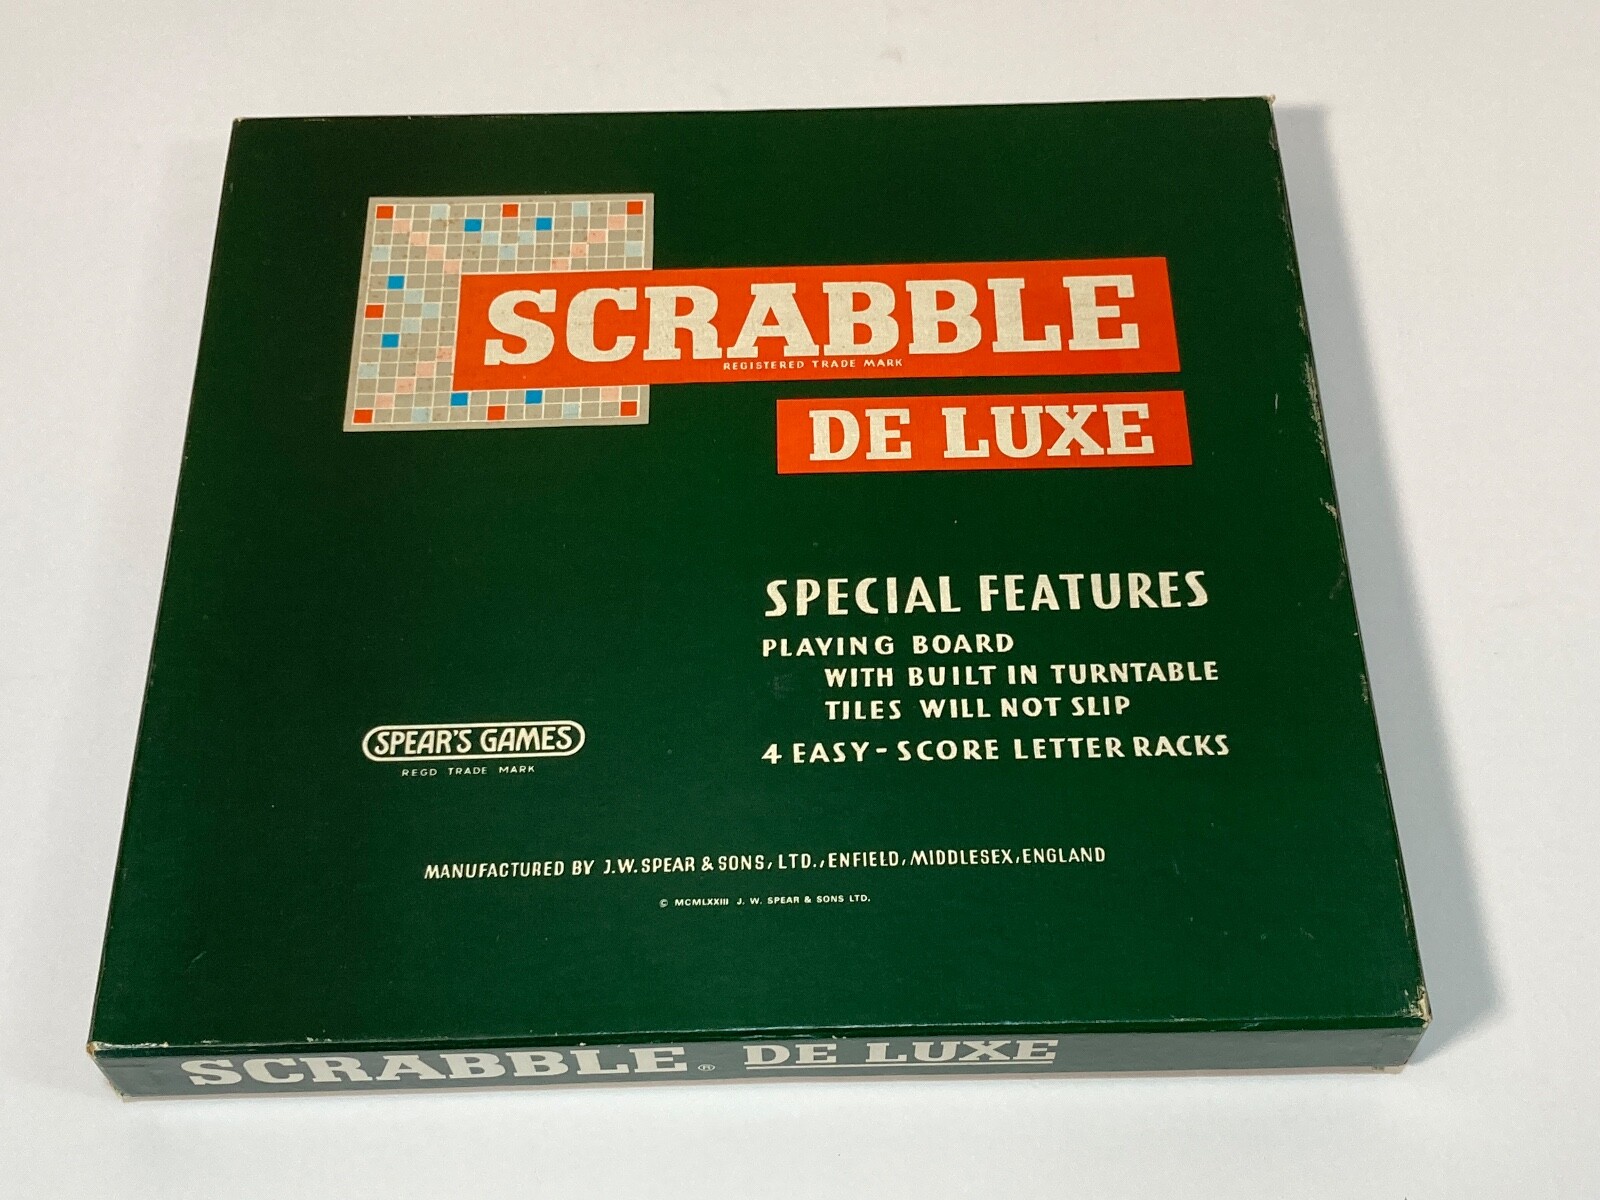 SCRABBLE
REGISTERED TRADE MARK
DE LUXE
SPECIAL FEATURES
PLAYING BOARD
WITH BUILT IN TURNTABLE
TILES WILL NOT SLIP
4 EASY-SCORE LETTER RACKS
SPEAR'S GAMES
REGD TRADE MARK
MANUFACTURED BY J.W. SPEAR & SONS, LTD., ENFIELD, MIDDLESEX, ENGLAND
© MCMLXXIII J. W. SPEAR & SONS LTD.
SCRABBLE® DE LUXE